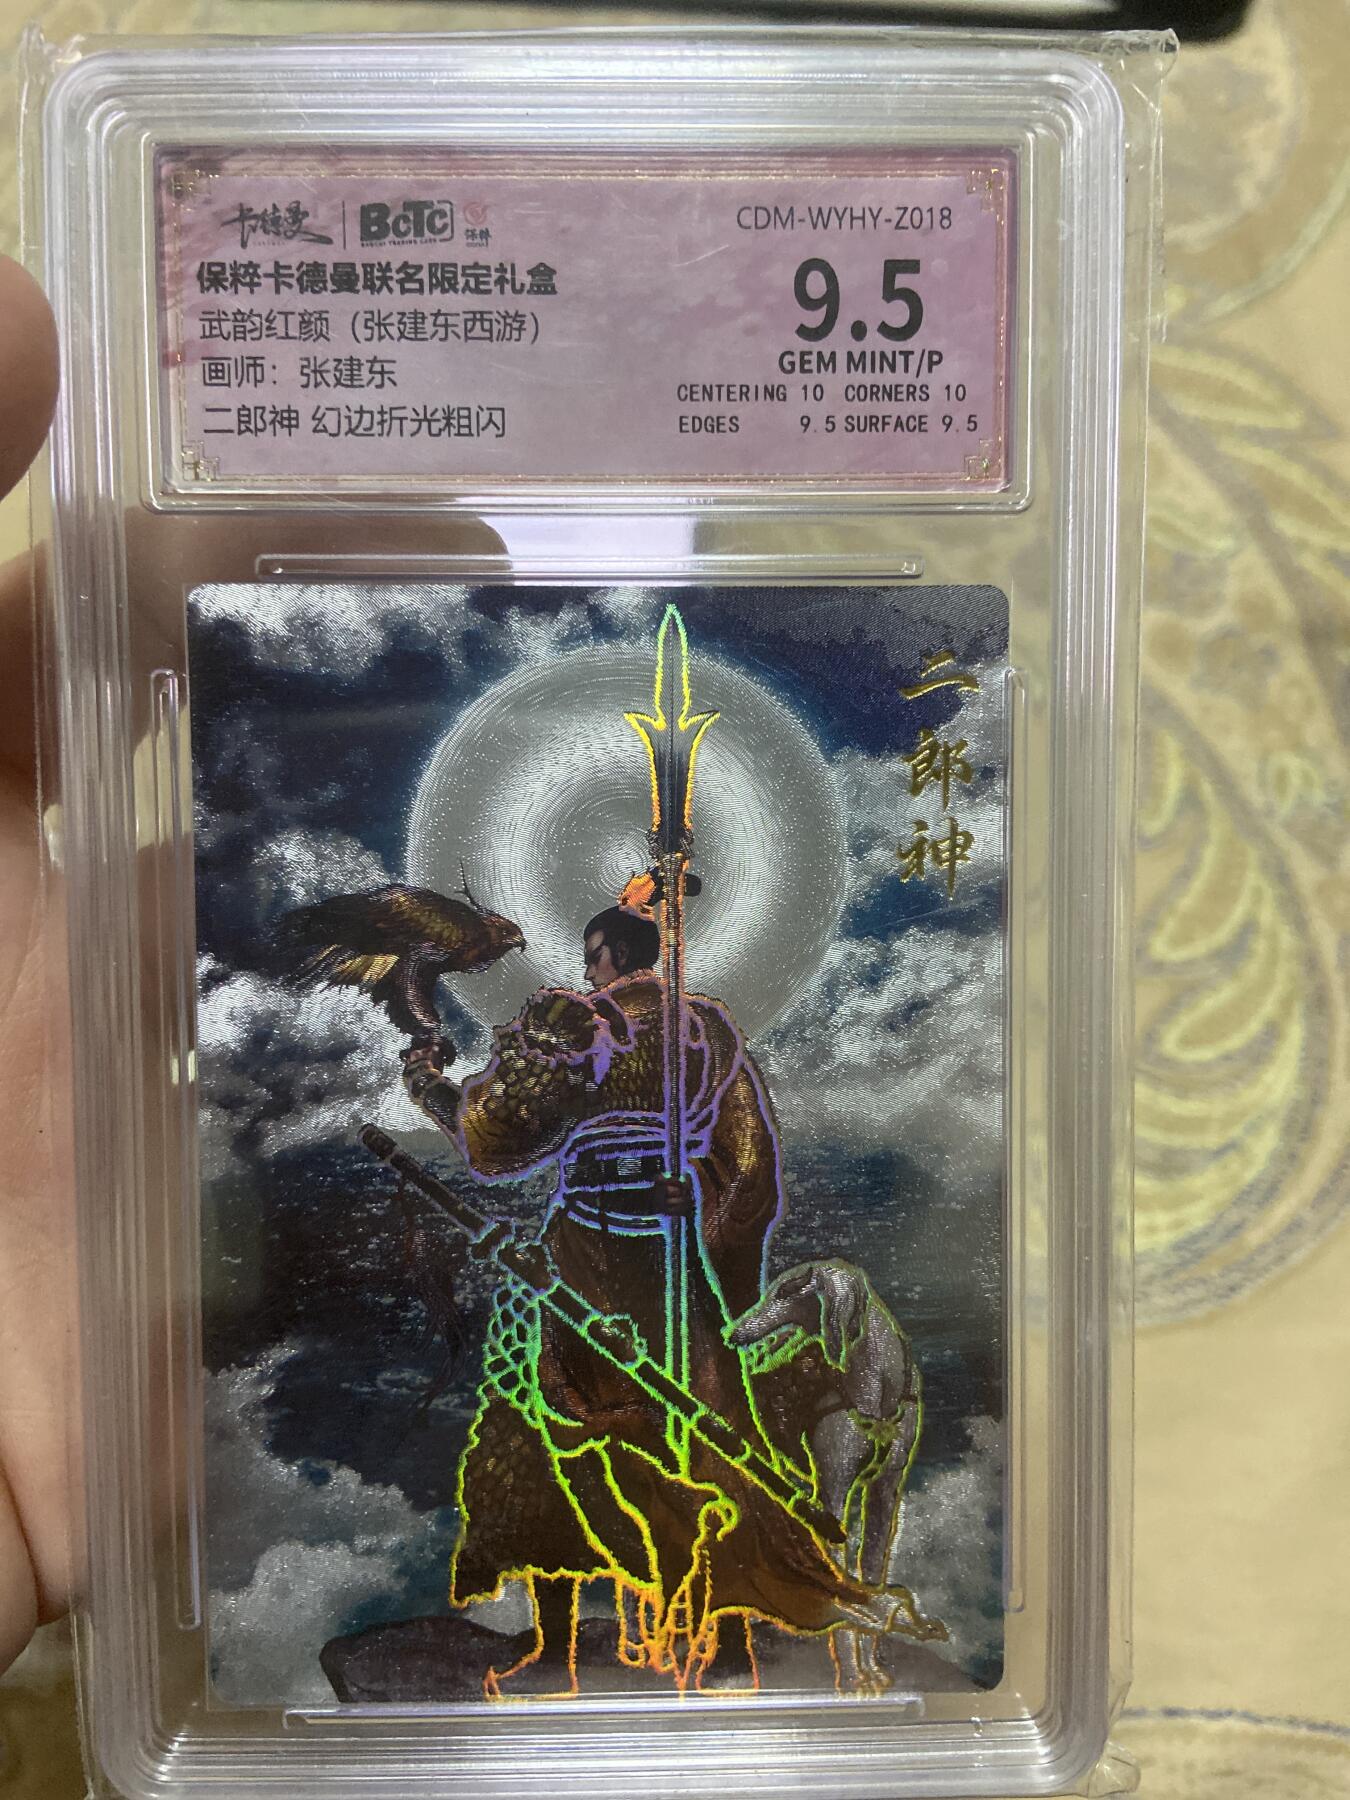 卡德曼 BCTC 保粹
CDM-WYHY-Z018
保粹卡德曼联名限定礼盒
武韵红颜（张建东西游）
画师：张建东
二郎神 幻边折光粗闪
9.5
GEM MINT/P
CENTERING 10 CORNERS 10
EDGES 9.5 SURFACE 9.5
二郎神